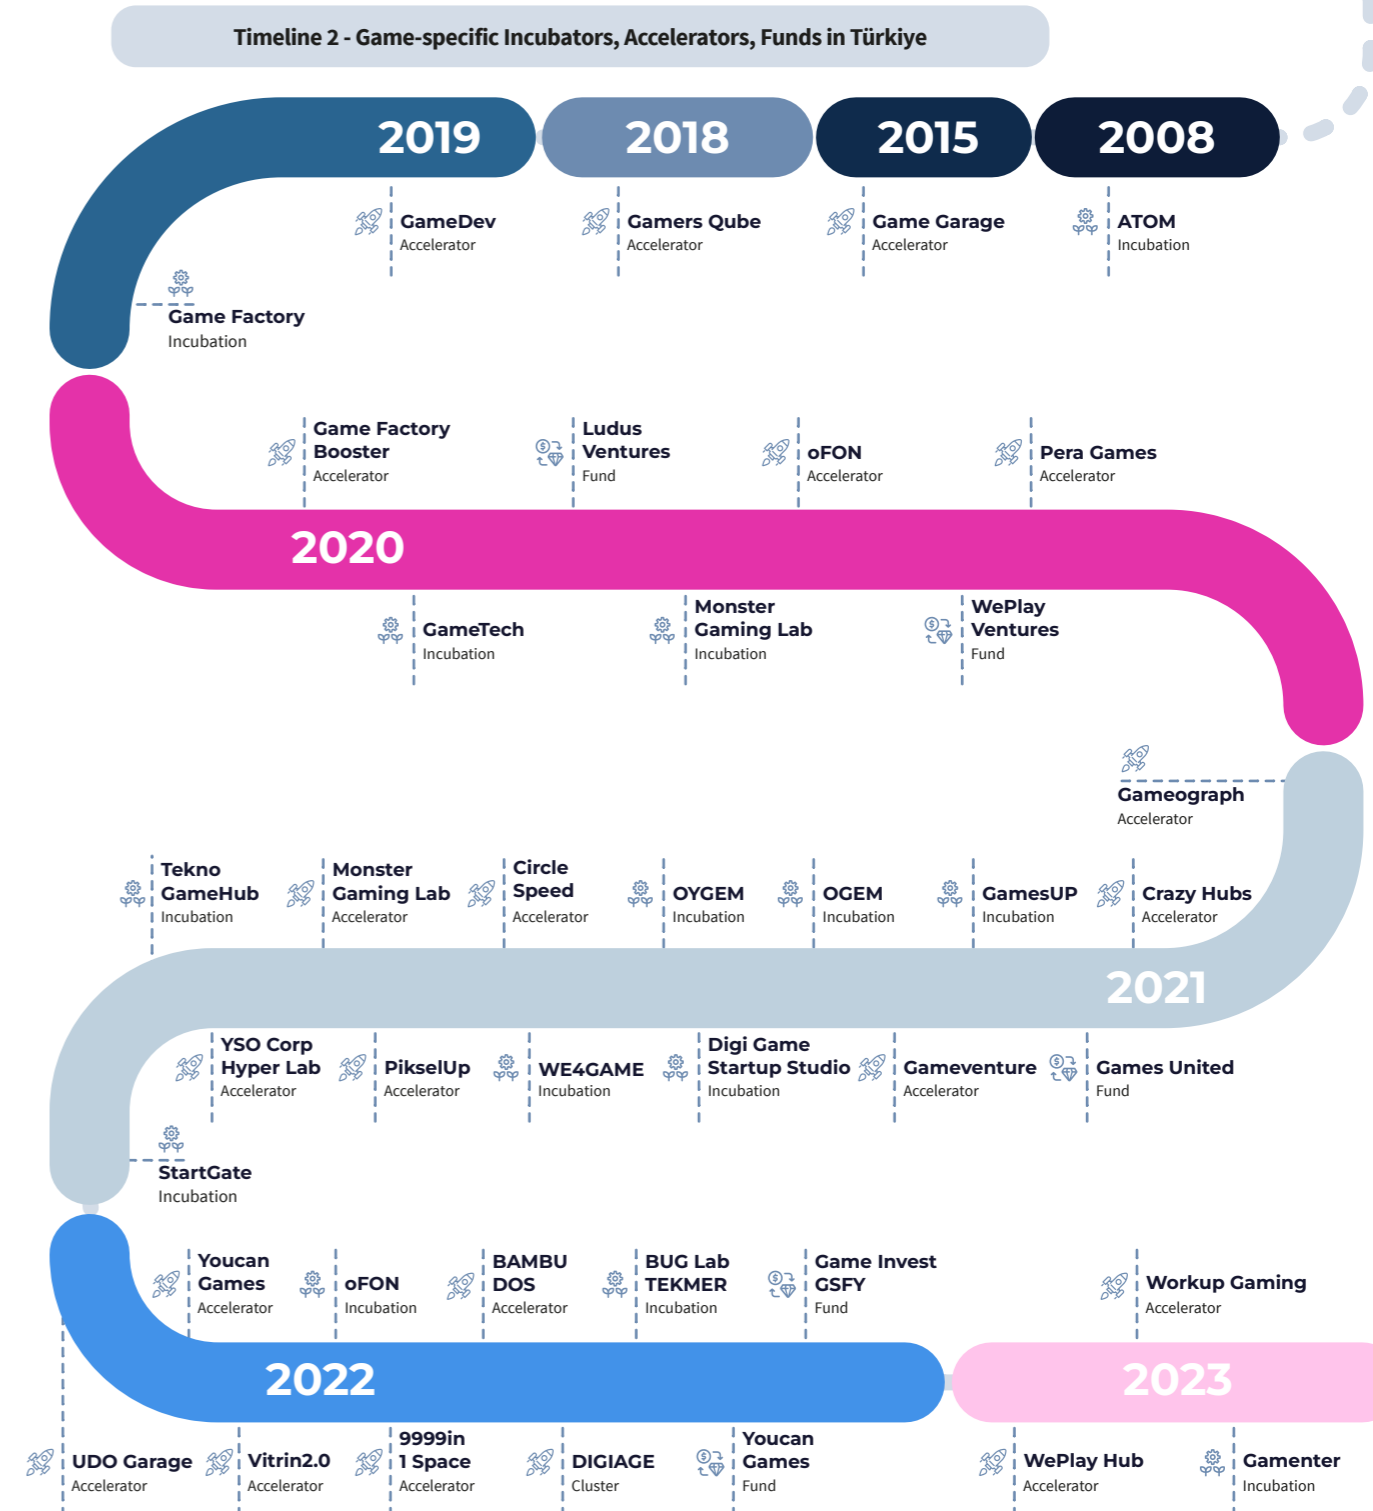 Timeline 2 - Game-specific Incubators, Accelerators, Funds in Türkiye
2019
2018
2015
2008
GameDev
Accelerator
Gamers Qube
Accelerator
Game Garage
Accelerator
ATOM
Incubation
Game Factory
Incubation
Game Factory
Booster
Accelerator
Ludus
Ventures
Fund
oFON
Accelerator
Pera Games
Accelerator
2020
GameTech
Incubation
Monster
Gaming Lab
Incubation
WePlay
Ventures
Fund
Gameograph
Accelerator
Tekno
GameHub
Incubation
Monster
Gaming Lab
Accelerator
Circle
Speed
Accelerator
OYGEM
Incubation
OGEM
Incubation
GamesUP
Incubation
Crazy Hubs
Accelerator
2021
YSO Corp
Hyper Lab
Accelerator
PikselUp
Accelerator
WE4GAME
Incubation
Digi Game
Startup Studio
Incubation
Gameventure
Accelerator
Games United
Fund
StartGate
Incubation
Youcan
Games
Accelerator
oFON
Incubation
BAMBU
DOS
Accelerator
BUG Lab
TEKMER
Incubation
Game Invest
GSFY
Fund
Workup Gaming
Accelerator
2022
2023
UDO Garage
Accelerator
Vitrin2.0
Accelerator
9999in
1 Space
Accelerator
DIGIAGE
Cluster
Youcan
Games
Fund
WePlay Hub
Accelerator
Gamenter
Incubation